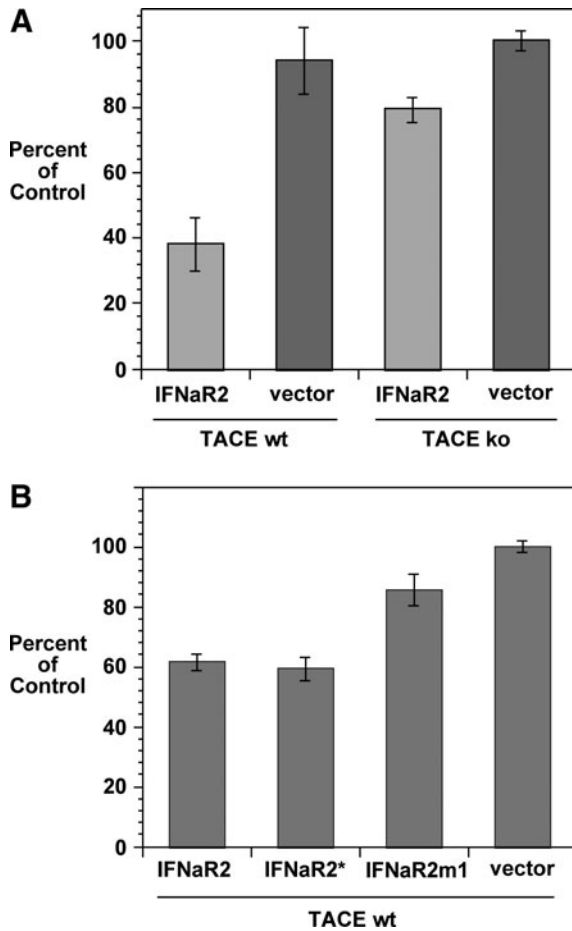 A
Percent
of
Control
100
80
60
40
20
0
IFNaR2 vector IFNaR2 vector
TACE wt TACE ko
B
Percent
of
Control
100
80
60
40
20
0
IFNaR2 IFNaR2* IFNaR2m1 vector
TACE wt